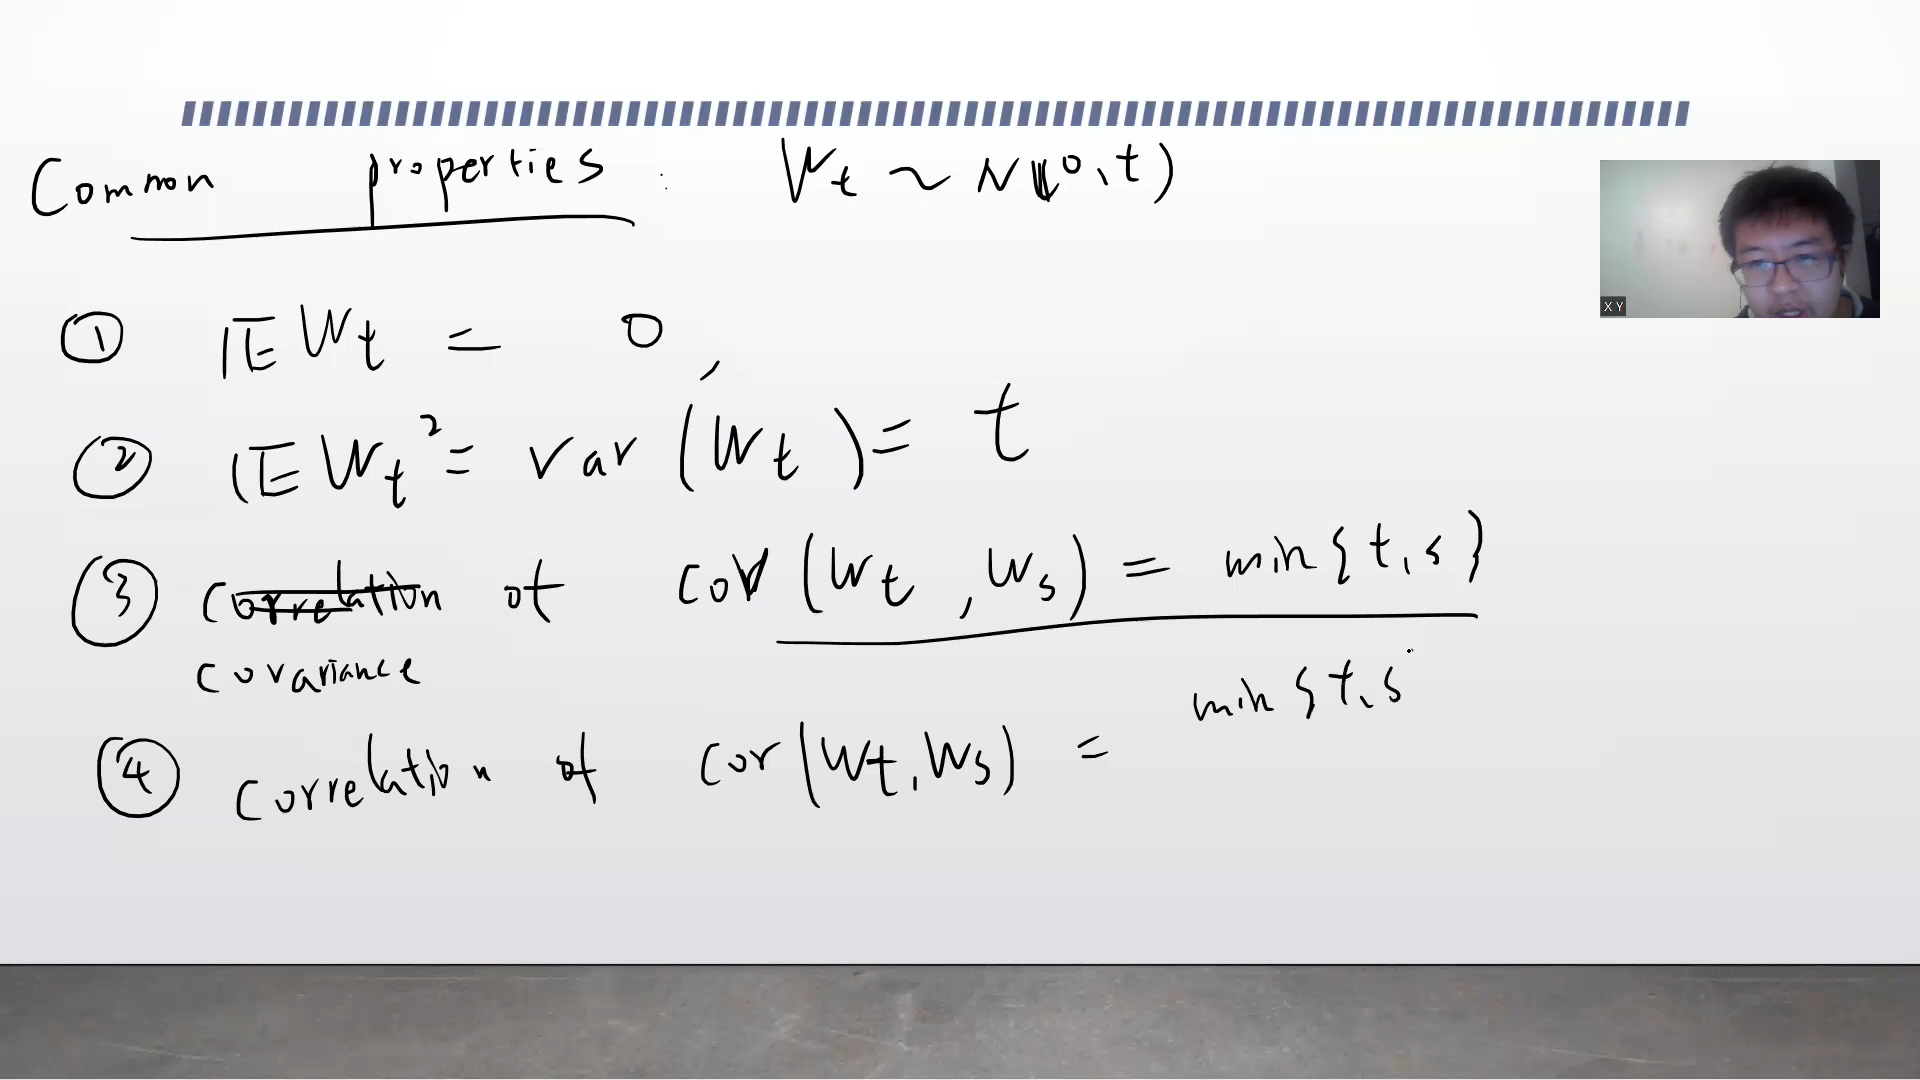 Common properties : Wt ~ N(0,t)
① 𝔼Wt = 0,
② 𝔼Wt² = var(Wt) = t
③ correlation of cov(Wt, Ws) = min{t,s}
covariance
min{t,s
④ correlation of cor(Wt, Ws) =
X Y